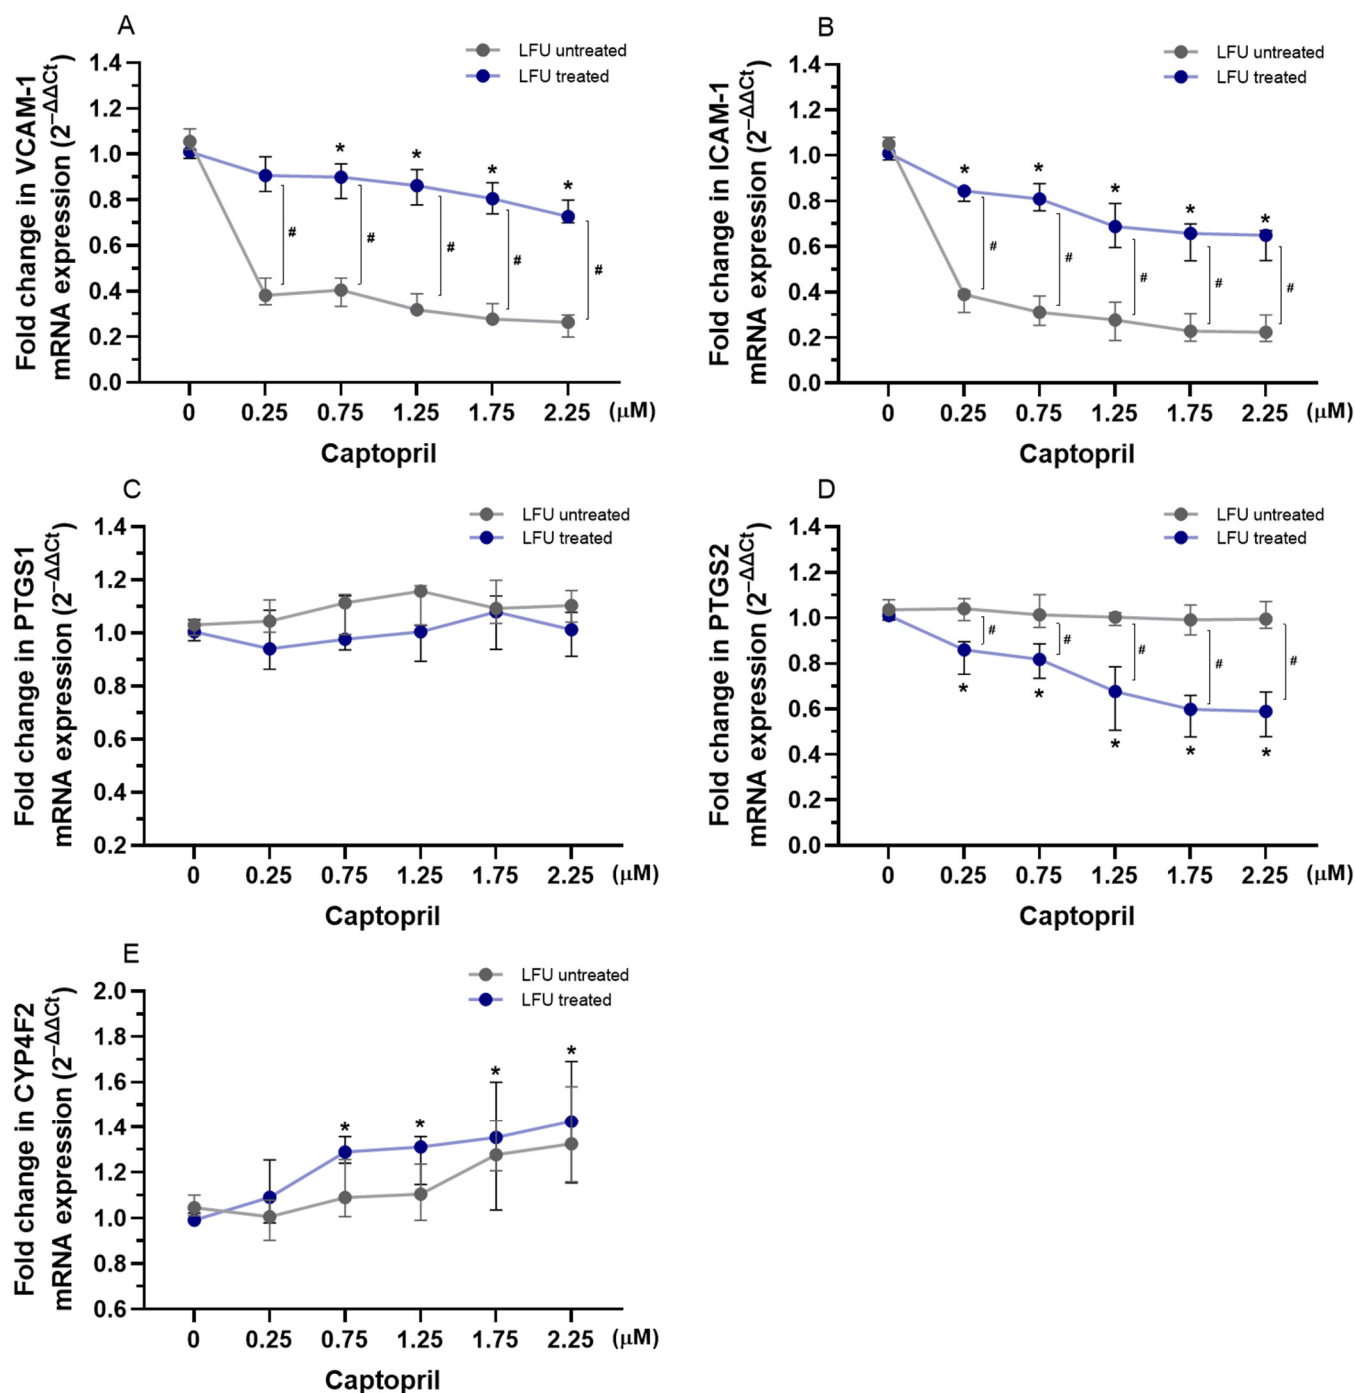 A
LFU untreated
LFU treated
Fold change in VCAM-1
mRNA expression (2⁻ΔΔCt)
1.4
1.2
1.0
0.8
0.6
0.4
0.2
0.0
* * * *
# # # # #
0 0.25 0.75 1.25 1.75 2.25 (μM)
Captopril
B
LFU untreated
LFU treated
Fold change in ICAM-1
mRNA expression (2⁻ΔΔCt)
1.4
1.2
1.0
0.8
0.6
0.4
0.2
0.0
* * * * *
# # # # #
0 0.25 0.75 1.25 1.75 2.25 (μM)
Captopril
C
LFU untreated
LFU treated
Fold change in PTGS1
mRNA expression (2⁻ΔΔCt)
1.4
1.2
1.0
0.8
0.6
0.4
0.2
0 0.25 0.75 1.25 1.75 2.25 (μM)
Captopril
D
LFU untreated
LFU treated
Fold change in PTGS2
mRNA expression (2⁻ΔΔCt)
1.4
1.2
1.0
0.8
0.6
0.4
0.2
0.0
# # # # #
* * * * *
0 0.25 0.75 1.25 1.75 2.25 (μM)
Captopril
E
LFU untreated
LFU treated
Fold change in CYP4F2
mRNA expression (2⁻ΔΔCt)
2.0
1.8
1.6
1.4
1.2
1.0
0.8
0.6
* * * *
0 0.25 0.75 1.25 1.75 2.25 (μM)
Captopril